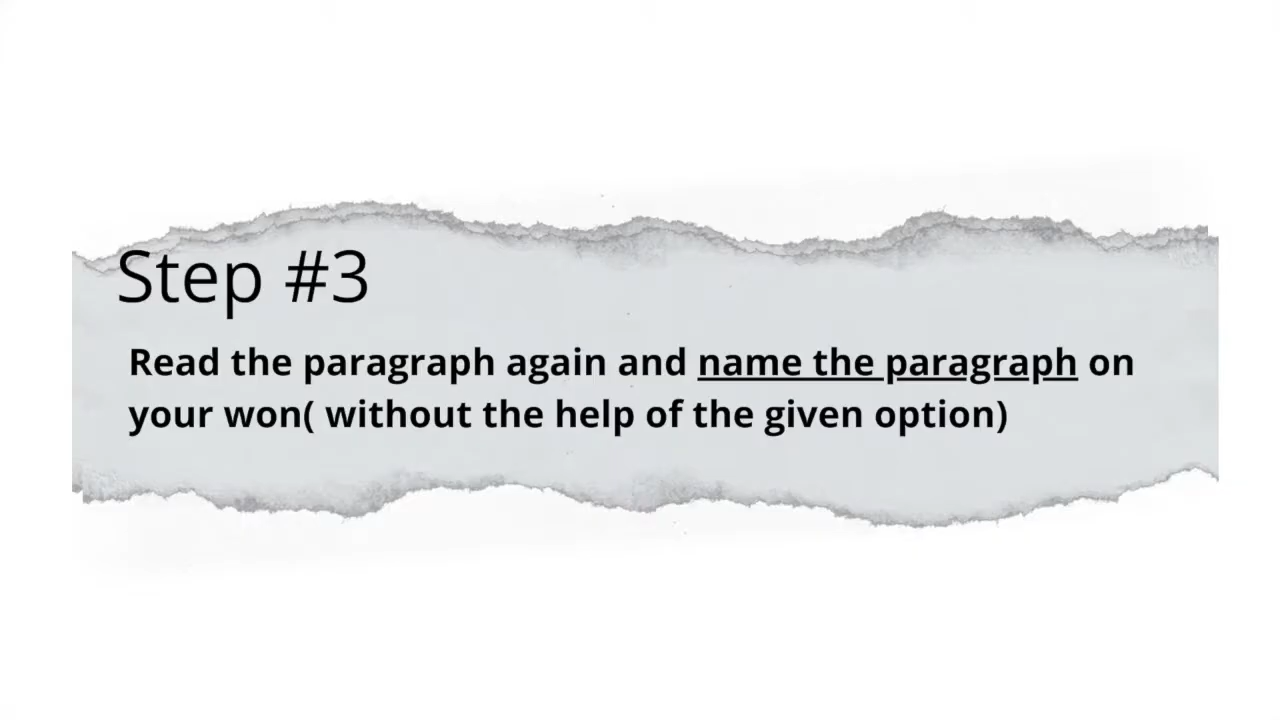 Step #3
Read the paragraph again and name the paragraph on
your won( without the help of the given option)